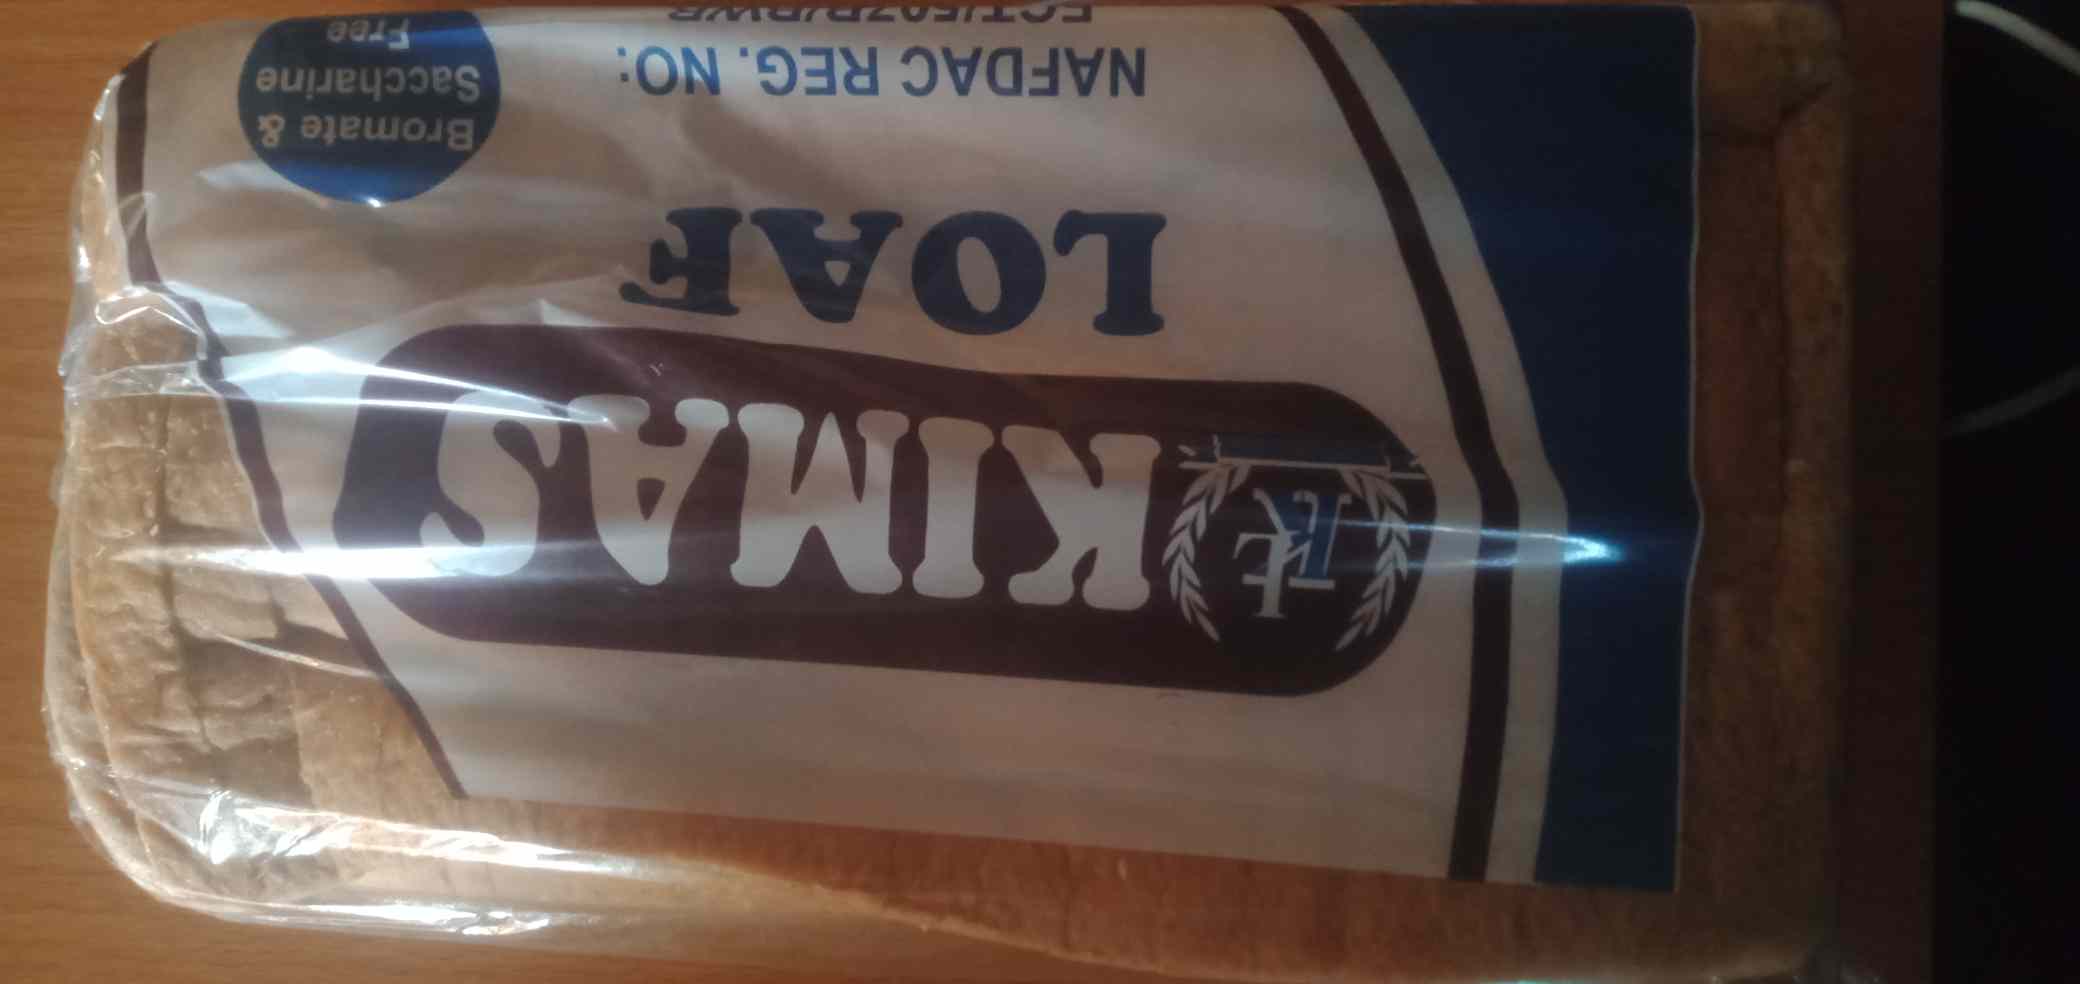 KIMAS
LOAF
NAFDAC REG. NO:
Bromate &
Saccharine
Free